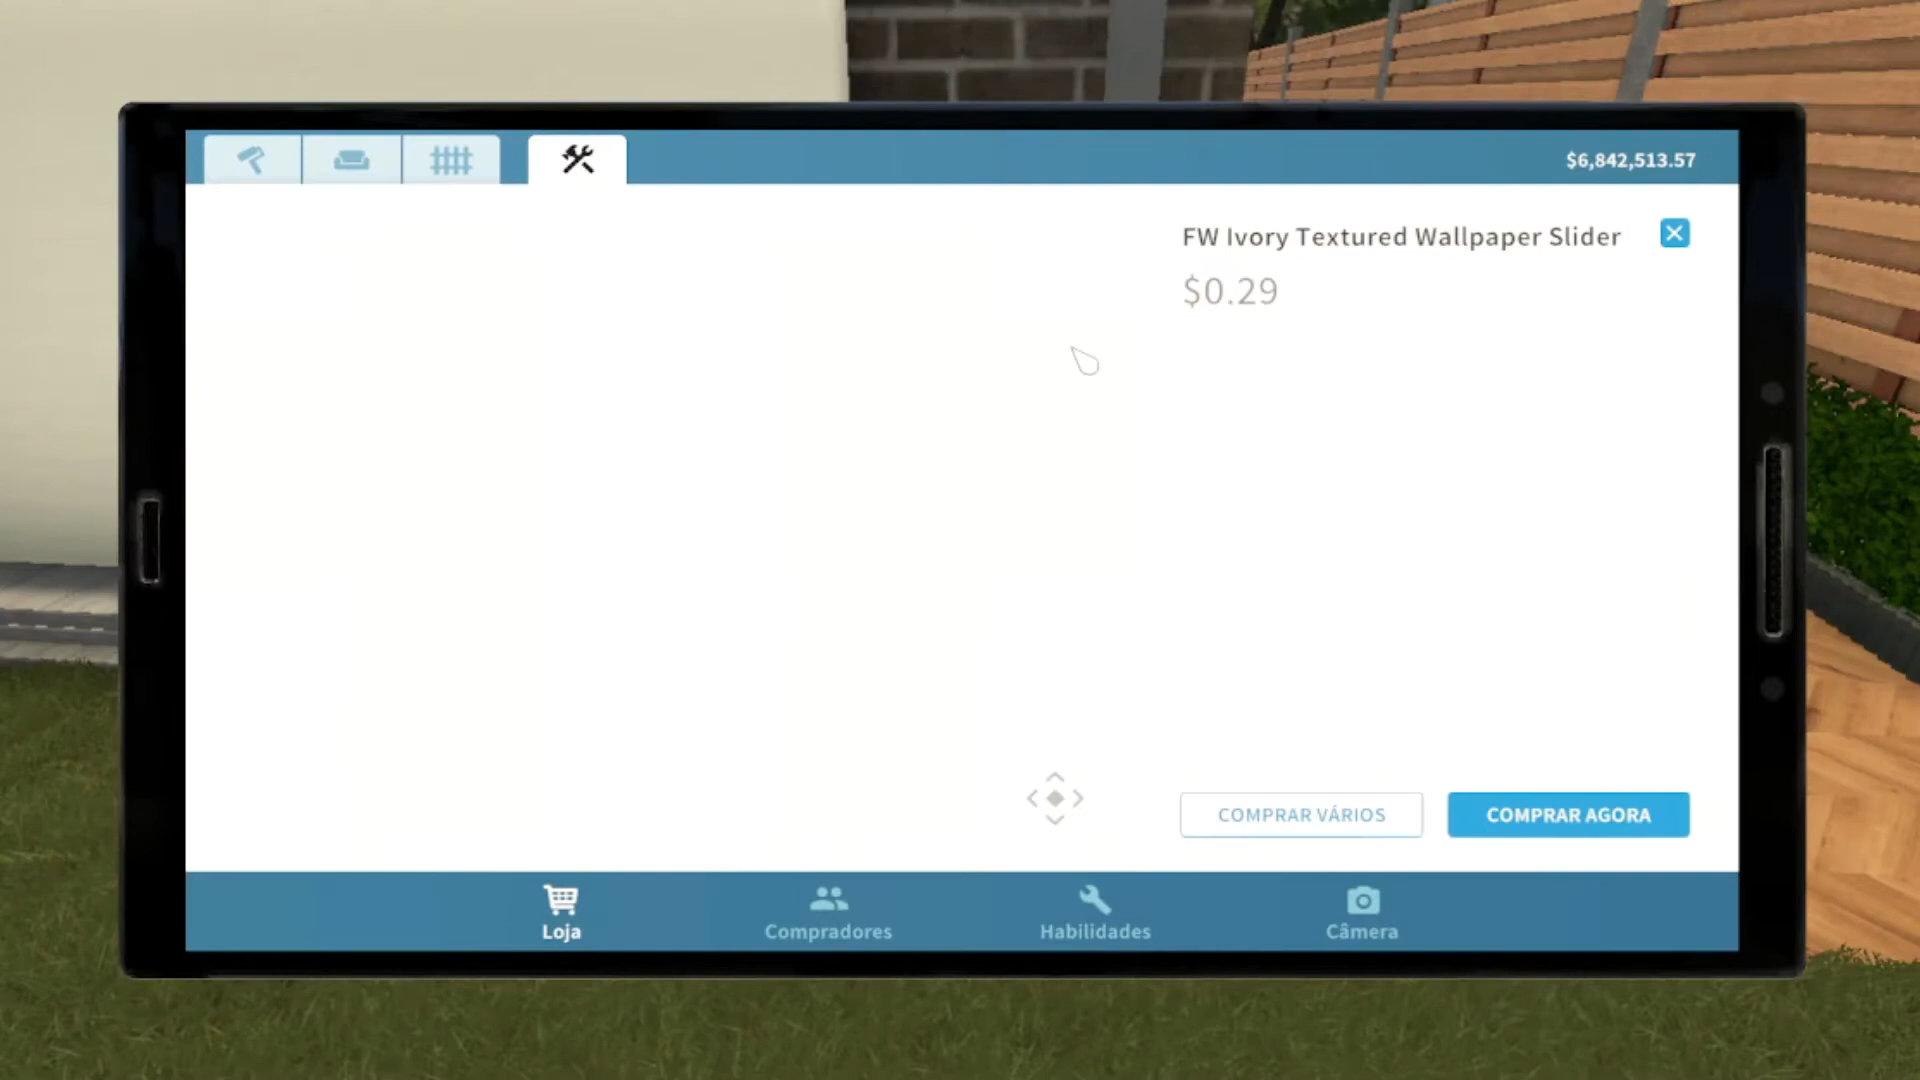 $6,842,513.57
FW Ivory Textured Wallpaper Slider
$0.29
COMPRAR VÁRIOS
COMPRAR AGORA
Loja
Compradores
Habilidades
Câmera